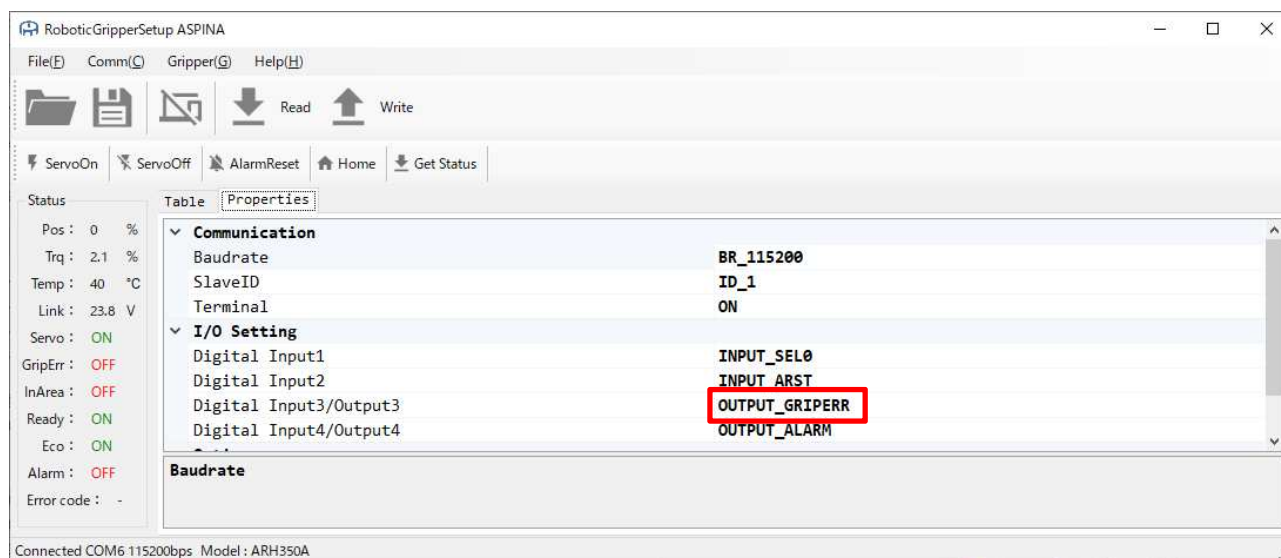 RoboticGripperSetup ASPINA
File(F) Comm(C) Gripper(G) Help(H)
Read Write
ServoOn ServoOff AlarmReset Home Get Status
Status
Table Properties
Pos : 0 %
Trq : 2.1 %
Temp : 40 °C
Link : 23.8 V
Servo : ON
GripErr : OFF
InArea : OFF
Ready : ON
Eco : ON
Alarm : OFF
Error code : -
Communication
Baudrate BR_115200
SlaveID ID_1
Terminal ON
I/O Setting
Digital Input1 INPUT_SEL0
Digital Input2 INPUT_ARST
Digital Input3/Output3 OUTPUT_GRIPERR
Digital Input4/Output4 OUTPUT_ALARM
Baudrate
Connected COM6 115200bps Model : ARH350A